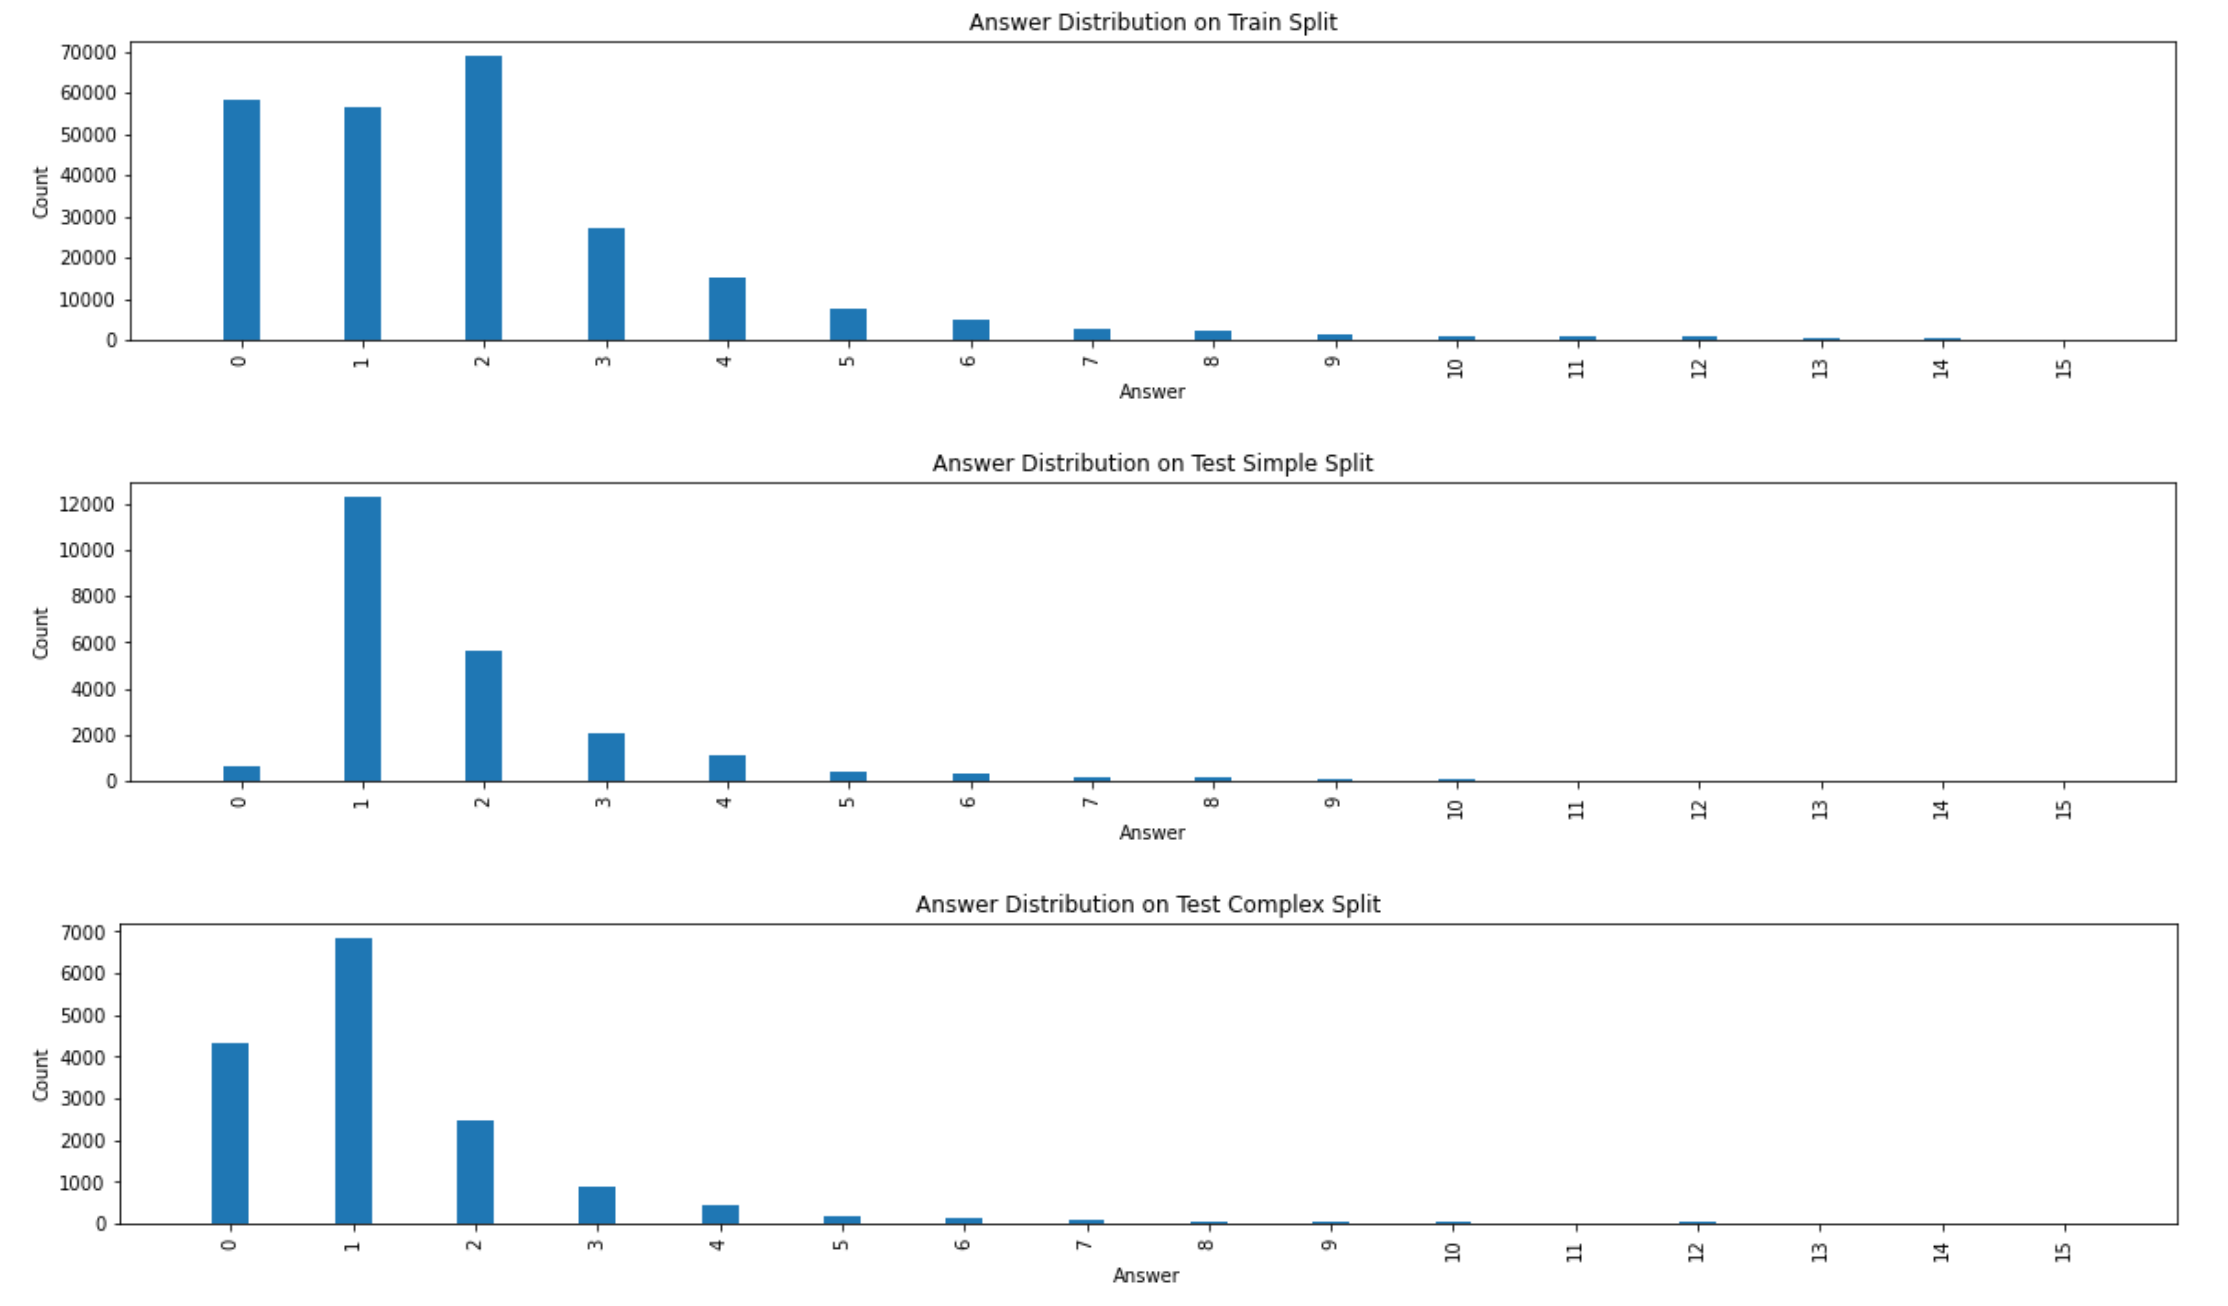 Answer Distribution on Train Split
70000
60000
50000
40000
30000
20000
10000
0
Count
0 1 2 3 4 5 6 7 8 9 10 11 12 13 14 15
Answer
Answer Distribution on Test Simple Split
12000
10000
8000
6000
4000
2000
0
Count
0 1 2 3 4 5 6 7 8 9 10 11 12 13 14 15
Answer
Answer Distribution on Test Complex Split
7000
6000
5000
4000
3000
2000
1000
0
Count
0 1 2 3 4 5 6 7 8 9 10 11 12 13 14 15
Answer